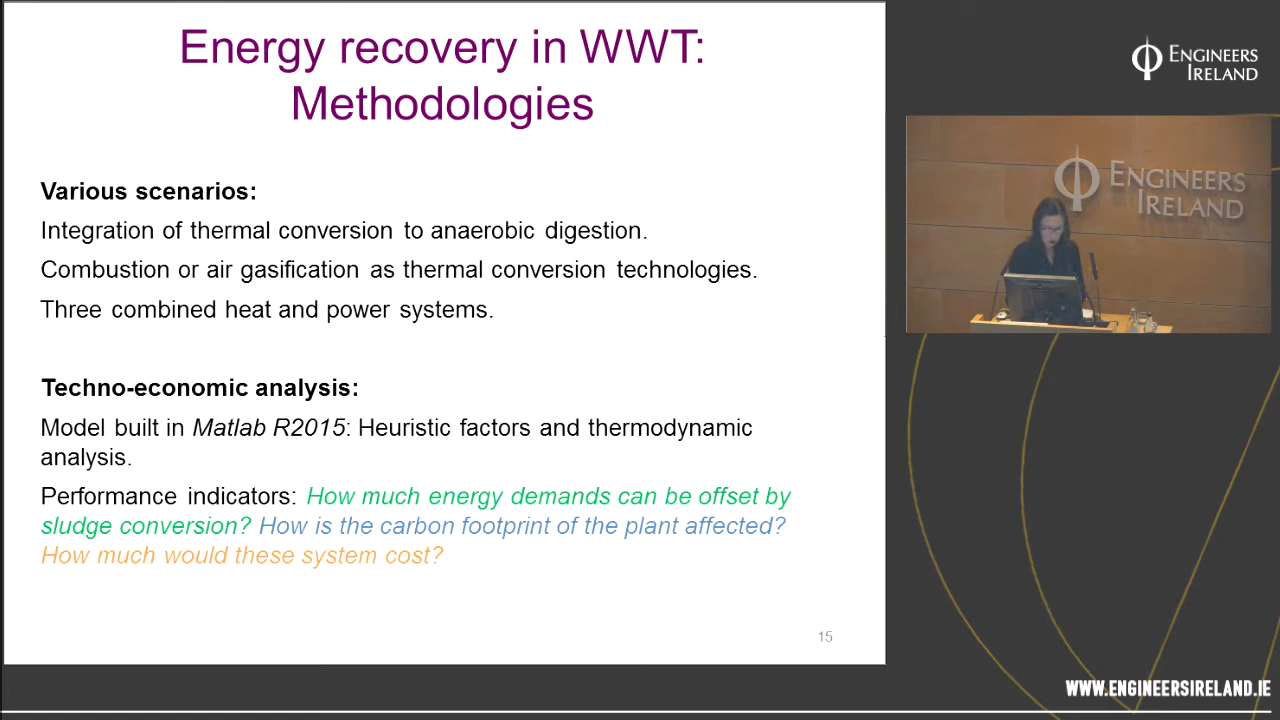 Energy recovery in WWT:
Methodologies
Various scenarios:
Integration of thermal conversion to anaerobic digestion.
Combustion or air gasification as thermal conversion technologies.
Three combined heat and power systems.
Techno-economic analysis:
Model built in Matlab R2015: Heuristic factors and thermodynamic
analysis.
Performance indicators: How much energy demands can be offset by
sludge conversion? How is the carbon footprint of the plant affected?
How much would these system cost?
15
ENGINEERS
IRELAND
ENGINEERS
IRELAND
WWW.ENGINEERSIRELAND.IE